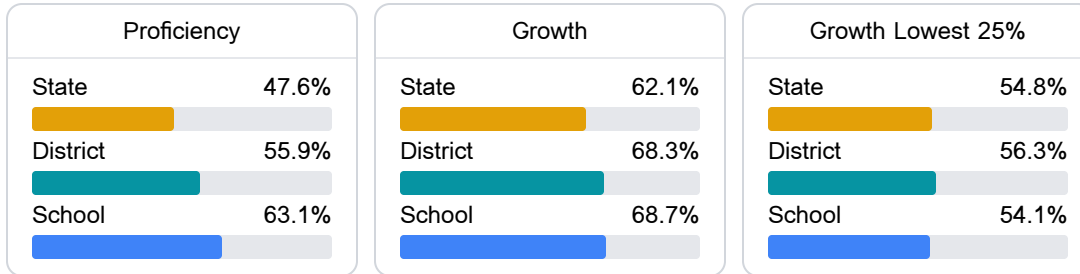 Proficiency
State 47.6%
District 55.9%
School 63.1%
Growth
State 62.1%
District 68.3%
School 68.7%
Growth Lowest 25%
State 54.8%
District 56.3%
School 54.1%